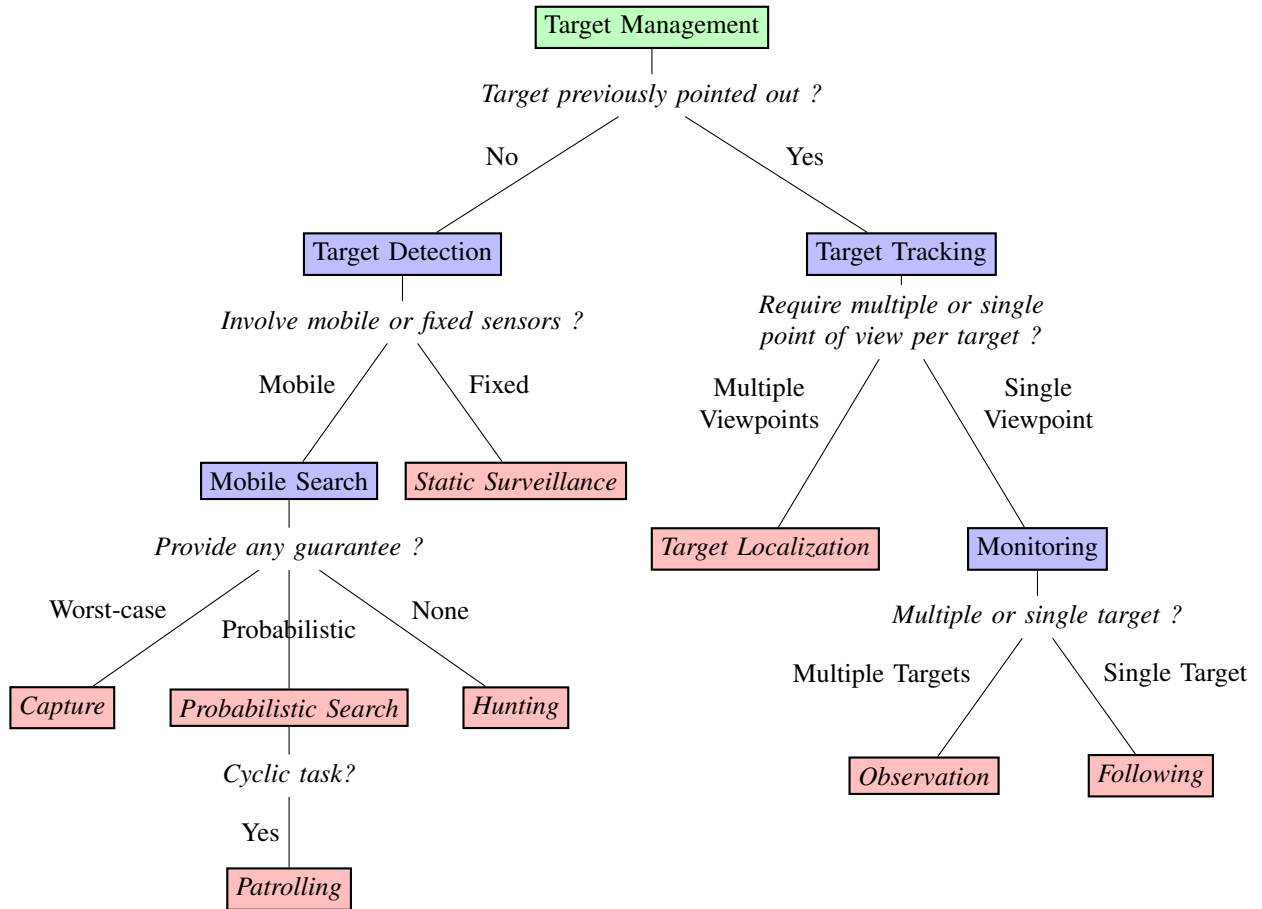 Target Management
Target previously pointed out ?
No
Yes
Target Detection
Target Tracking
Involve mobile or fixed sensors ?
Require multiple or single
point of view per target ?
Mobile
Fixed
Multiple
Viewpoints
Single
Viewpoint
Mobile Search
Static Surveillance
Target Localization
Monitoring
Provide any guarantee ?
Multiple or single target ?
Worst-case
Probabilistic
None
Multiple Targets
Single Target
Capture
Probabilistic Search
Hunting
Observation
Following
Cyclic task?
Yes
Patrolling